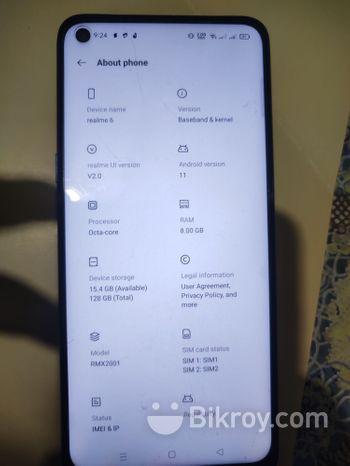 9:24
About phone
Device name
realme 6
Version
Baseband & kernel
realme UI version
V2.0
Android version
11
Processor
Octa-core
RAM
8.00 GB
Device storage
15.4 GB (Available)
128 GB (Total)
Legal information
User Agreement,
Privacy Policy, and
more
Model
RMX2001
SIM card status
SIM 1: SIM1
SIM 2: SIM2
Status
IMEI & IP
Bikroy.com